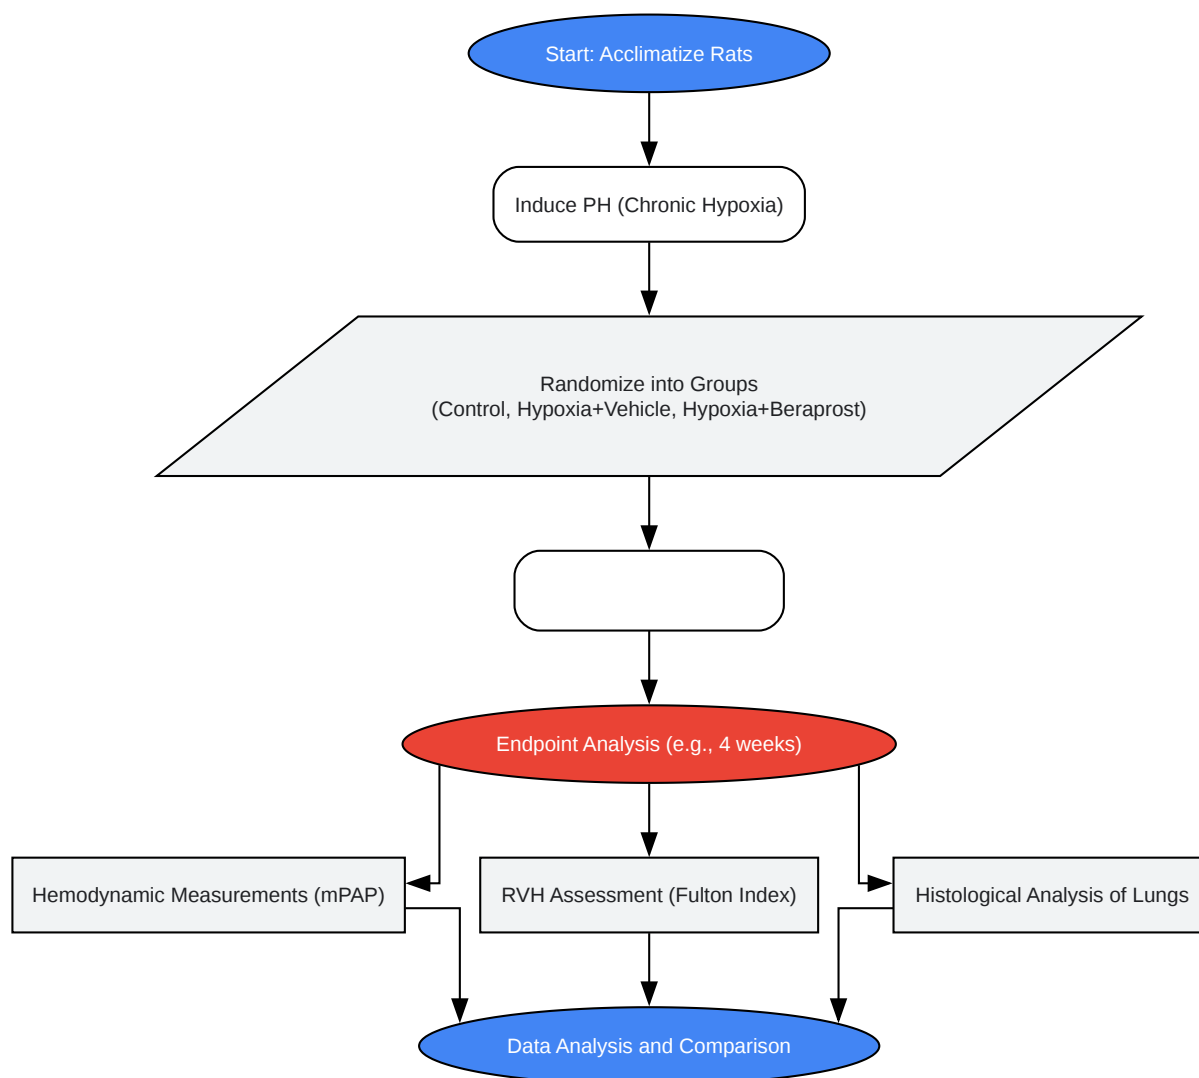 Start: Acclimatize Rats
Induce PH (Chronic Hypoxia)
Randomize into Groups
(Control, Hypoxia+Vehicle, Hypoxia+Beraprost)
Endpoint Analysis (e.g., 4 weeks)
Hemodynamic Measurements (mPAP)
RVH Assessment (Fulton Index)
Histological Analysis of Lungs
Data Analysis and Comparison